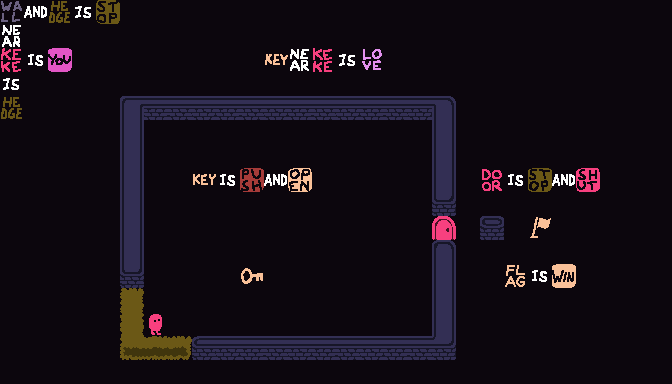 WALL AND HEDGE IS STOP
NEAR
KEKE IS YOU
KEY NEAR KEKE IS LOVE
IS
HEDGE
KEY IS PUSH AND OPEN
DOOR IS STOP AND SHUT
FLAG IS WIN